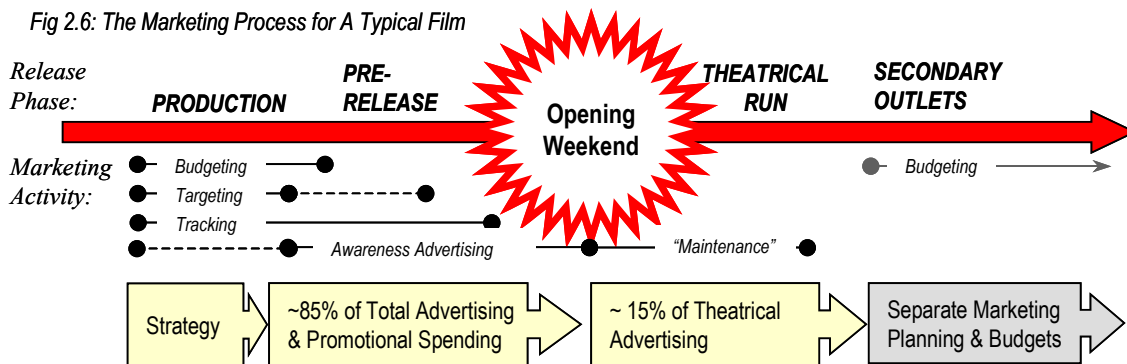 Fig 2.6: The Marketing Process for A Typical Film
Release
Phase:
PRODUCTION
PRE-
RELEASE
Opening
Weekend
THEATRICAL
RUN
SECONDARY
OUTLETS
Marketing
Activity:
Budgeting
Budgeting
Targeting
Tracking
Awareness Advertising
“Maintenance”
Strategy
~85% of Total Advertising
& Promotional Spending
~ 15% of Theatrical
Advertising
Separate Marketing
Planning & Budgets